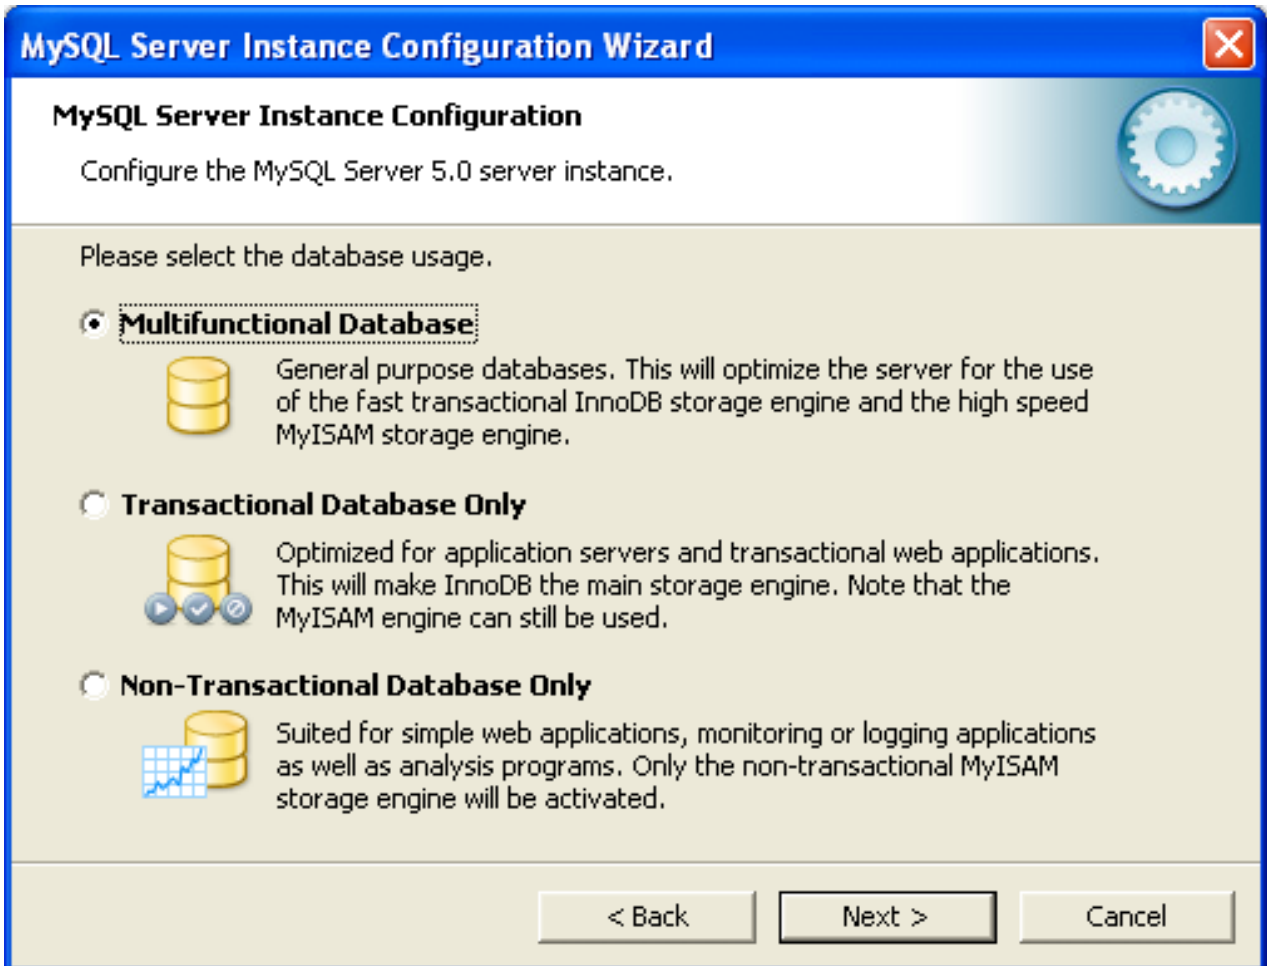 MySQL Server Instance Configuration Wizard
MySQL Server Instance Configuration
Configure the MySQL Server 5.0 server instance.
Please select the database usage.
Multifunctional Database
General purpose databases. This will optimize the server for the use
of the fast transactional InnoDB storage engine and the high speed
MyISAM storage engine.
Transactional Database Only
Optimized for application servers and transactional web applications.
This will make InnoDB the main storage engine. Note that the
MyISAM engine can still be used.
Non-Transactional Database Only
Suited for simple web applications, monitoring or logging applications
as well as analysis programs. Only the non-transactional MyISAM
storage engine will be activated.
< Back
Next >
Cancel